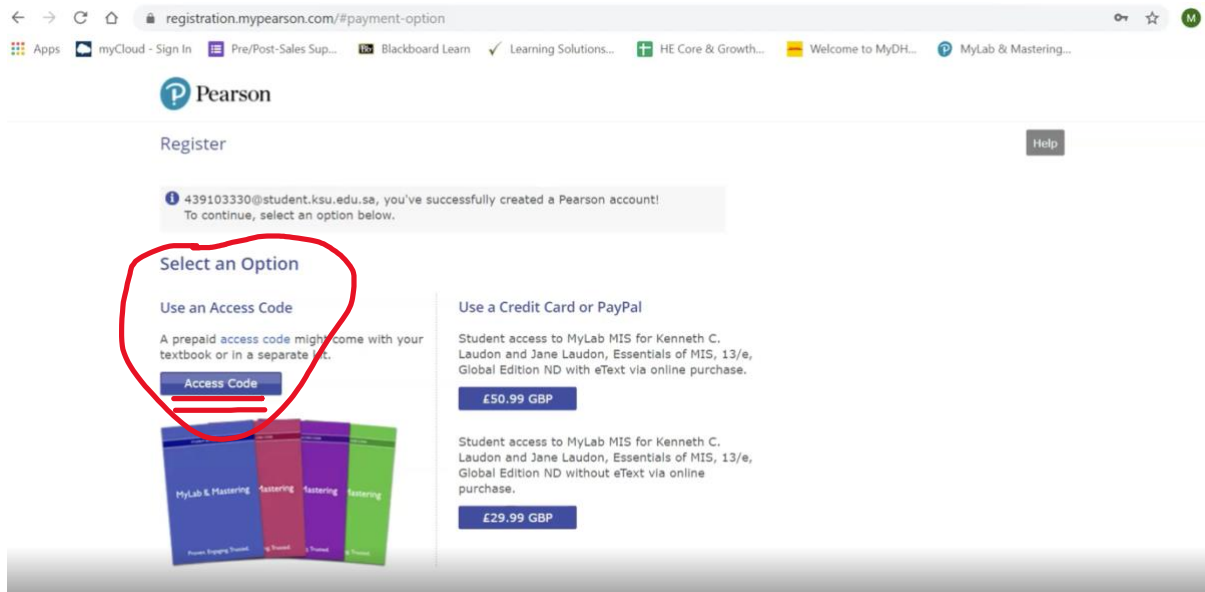 registration.mypearson.com/#payment-option
M
Apps myCloud - Sign In Pre/Post-Sales Sup... Bb Blackboard Learn Learning Solutions... HE Core & Growth... Welcome to MyDH... MyLab & Mastering...
P Pearson
Register
Help
439103330@student.ksu.edu.sa, you've successfully created a Pearson account!
To continue, select an option below.
Select an Option
Use an Access Code
A prepaid access code might come with your
textbook or in a separate kit.
Access Code
MyLab & Mastering
Mastering
Mastering
Mastering
Use a Credit Card or PayPal
Student access to MyLab MIS for Kenneth C.
Laudon and Jane Laudon, Essentials of MIS, 13/e,
Global Edition ND with eText via online purchase.
£50.99 GBP
Student access to MyLab MIS for Kenneth C.
Laudon and Jane Laudon, Essentials of MIS, 13/e,
Global Edition ND without eText via online
purchase.
£29.99 GBP